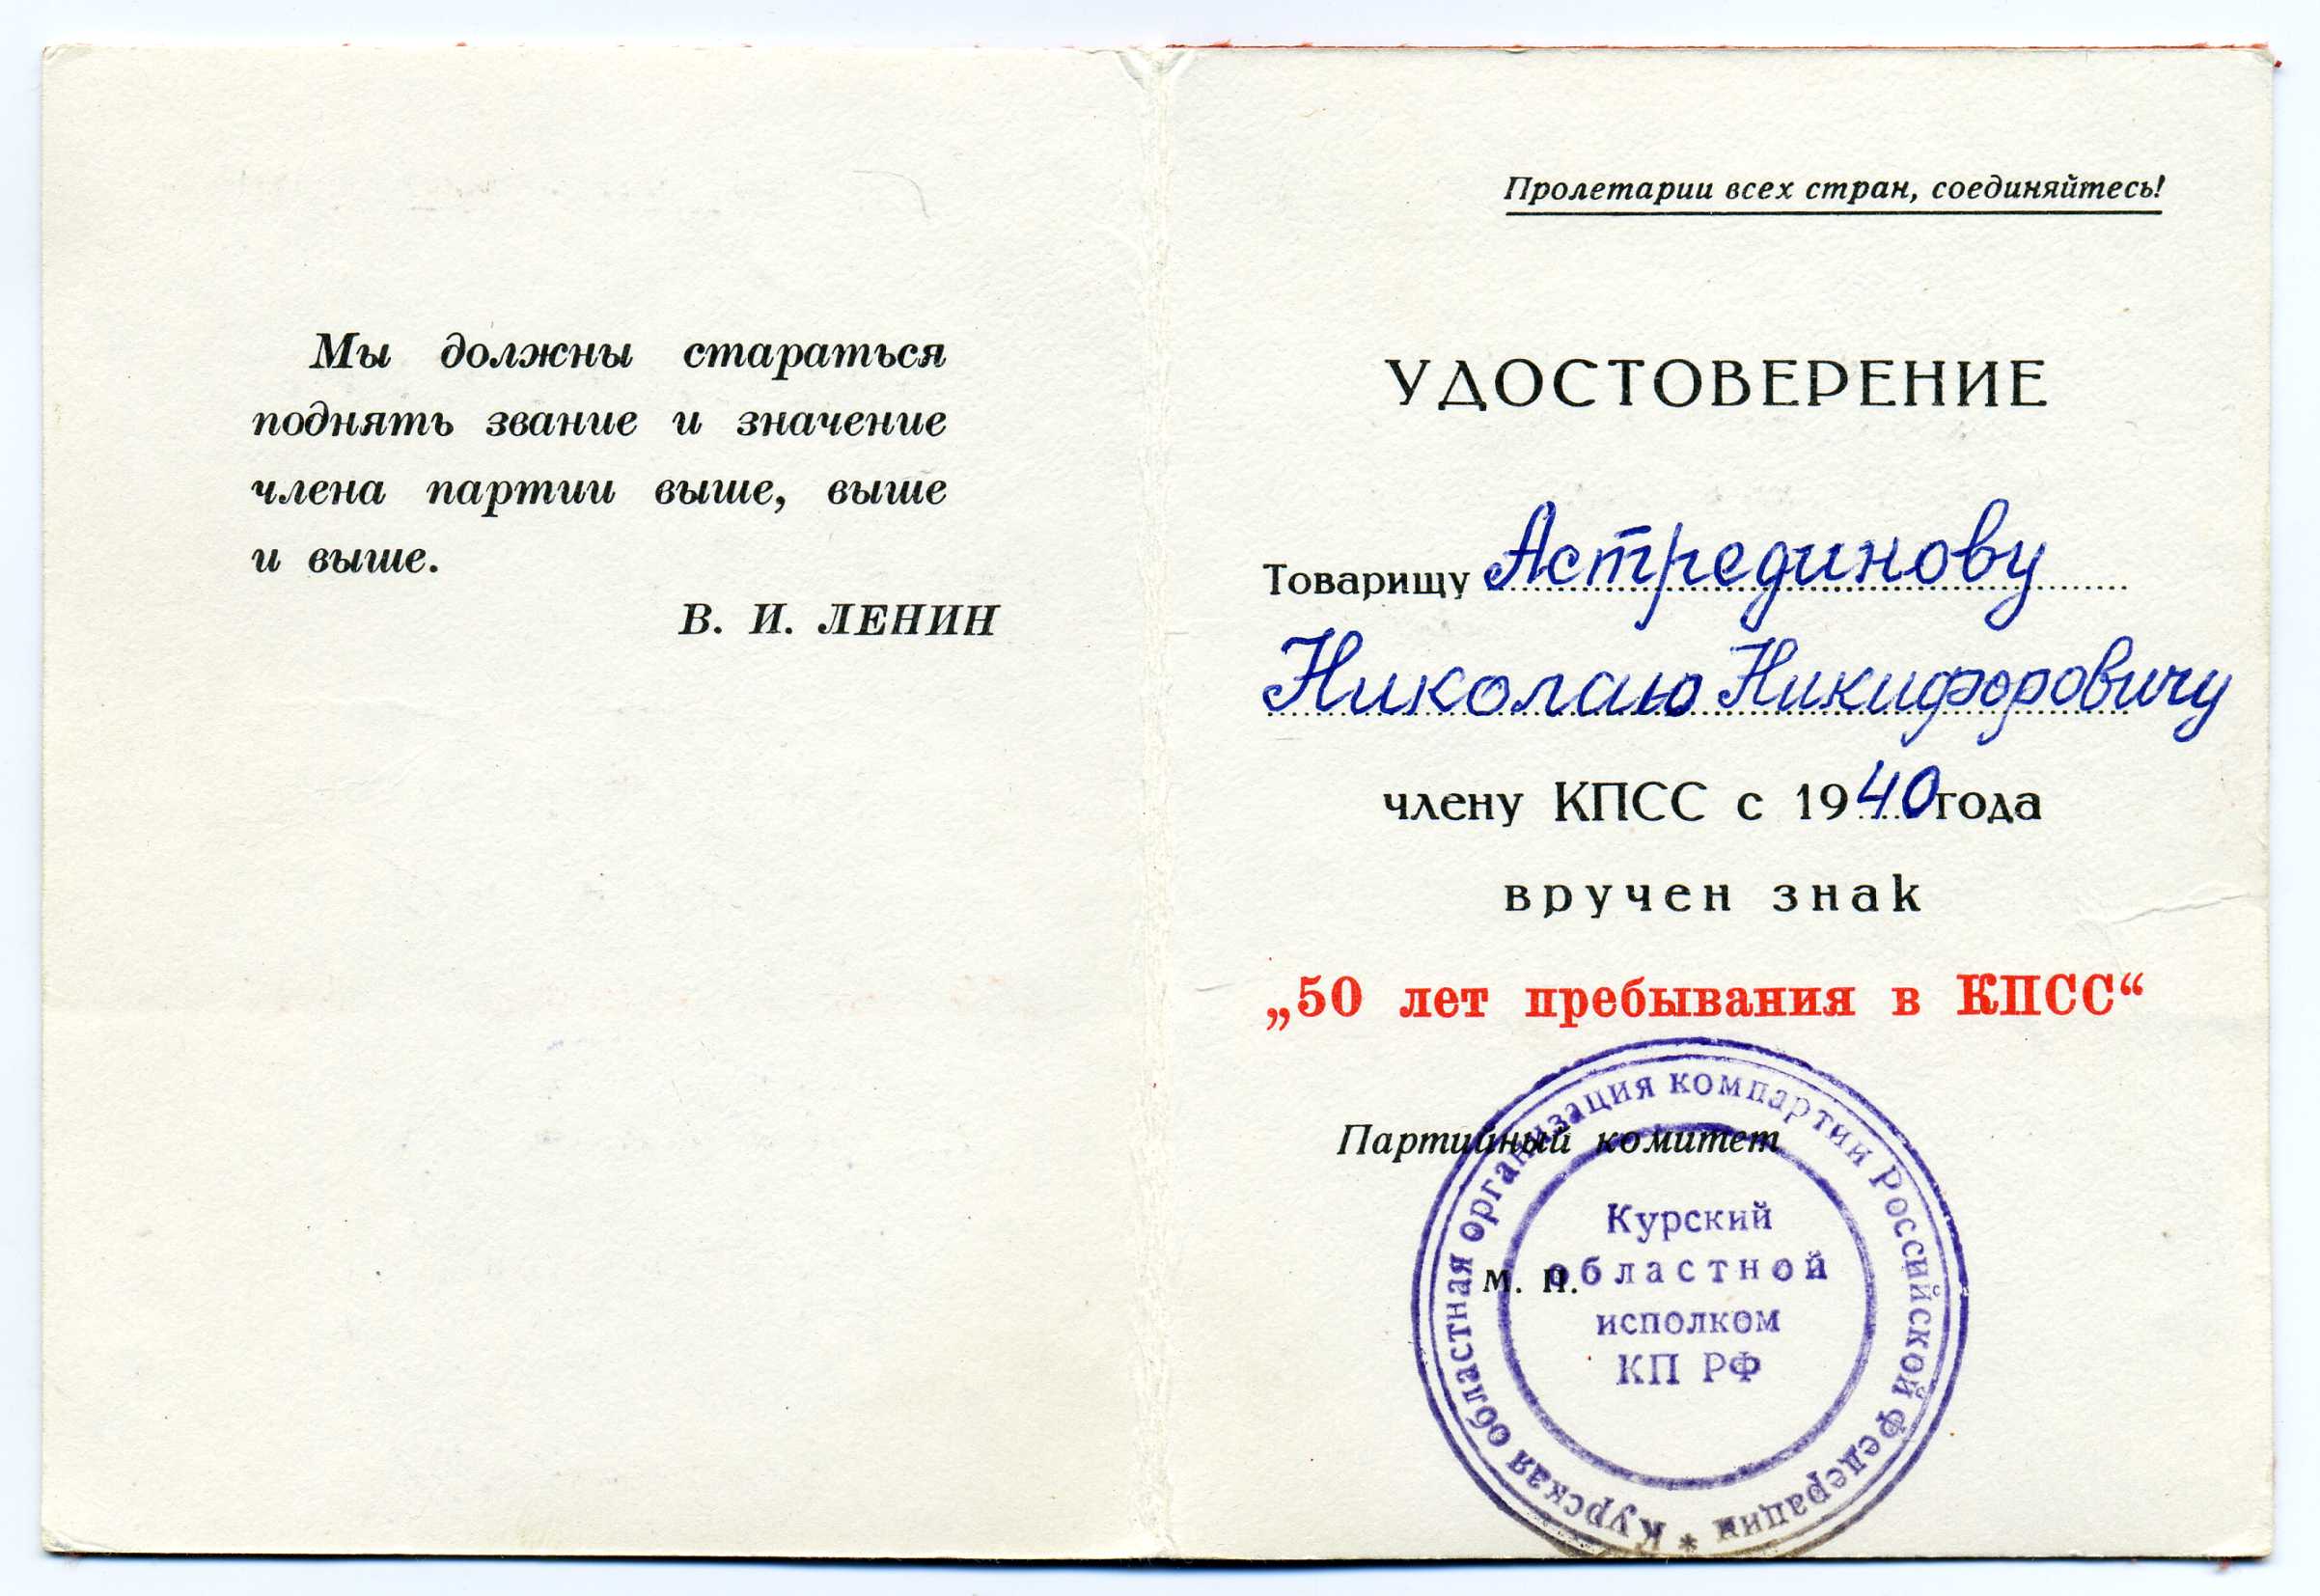 Мы должны стараться
поднять звание и значение
члена партии выше, выше
и выше.
В. И. ЛЕНИН
Пролетарии всех стран, соединяйтесь!
УДОСТОВЕРЕНИЕ
Товарищу Астрединову
Николаю Никифоровичу
члену КПСС с 1940 года
вручен знак
„50 лет пребывания в КПСС“
Партийный комитет
М. П.
Курская областная организация компартии Российской Федерации *
Курский
областной
исполком
КП РФ